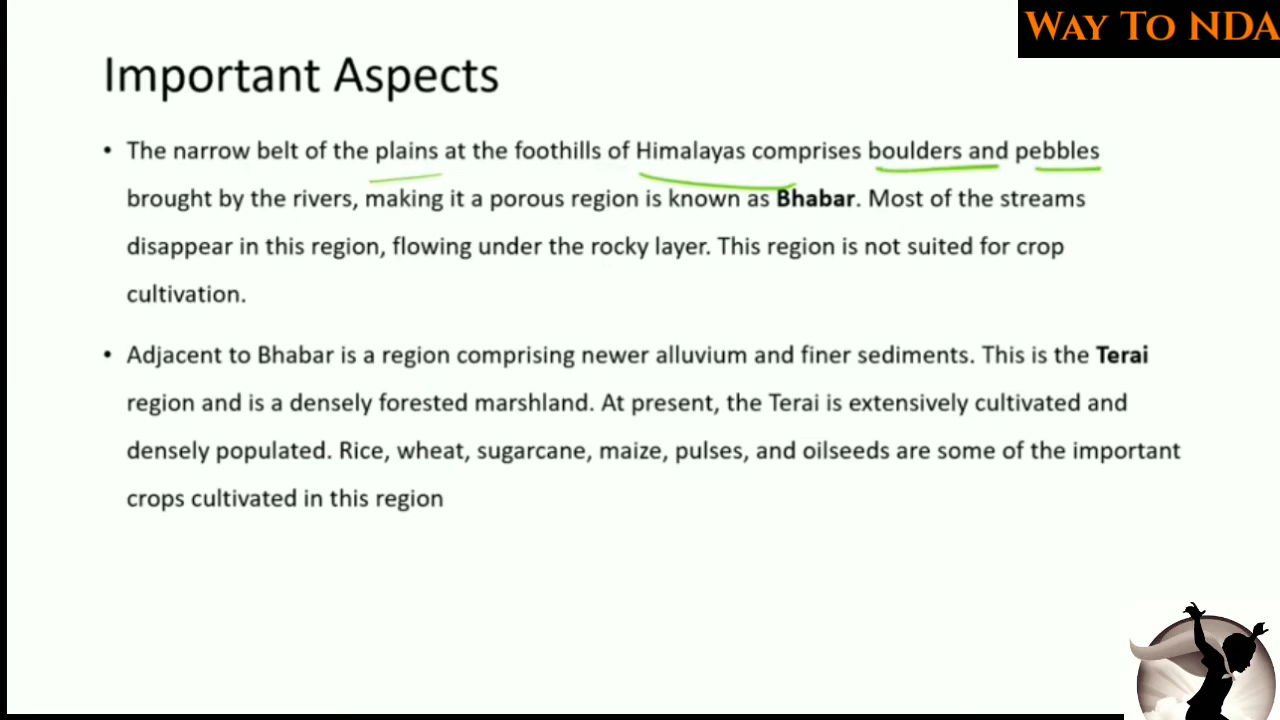 WAY TO NDA
Important Aspects
• The narrow belt of the plains at the foothills of Himalayas comprises boulders and pebbles
brought by the rivers, making it a porous region is known as Bhabar. Most of the streams
disappear in this region, flowing under the rocky layer. This region is not suited for crop
cultivation.
• Adjacent to Bhabar is a region comprising newer alluvium and finer sediments. This is the Terai
region and is a densely forested marshland. At present, the Terai is extensively cultivated and
densely populated. Rice, wheat, sugarcane, maize, pulses, and oilseeds are some of the important
crops cultivated in this region